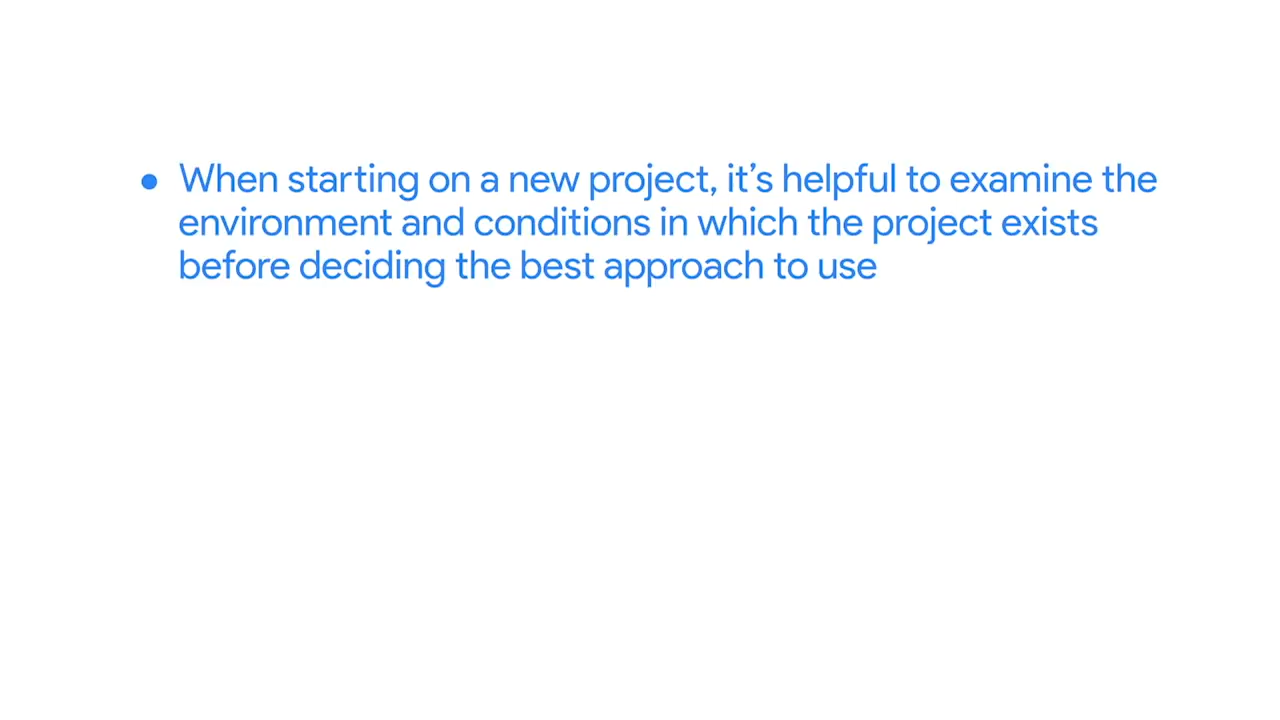 • When starting on a new project, it’s helpful to examine the
environment and conditions in which the project exists
before deciding the best approach to use